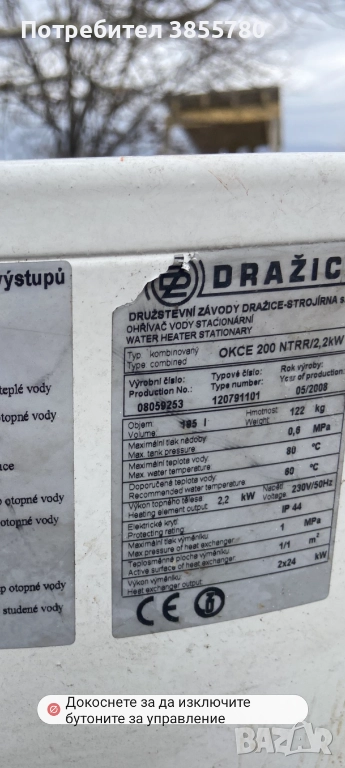 Потребител 3855780
výstupů
teplé vody
topné vody
ce
p otopné vody
otopné vody
p otopné vody
studené vody
DRAŽIC
DRUŽSTEVNÍ ZÁVODY DRAŽICE-STROJÍRNA s
OHŘÍVAČ VODY STACIONÁRNÍ
WATER HEATER STATIONARY
Typ: kombinovaný
Type: combined
OKCE 200 NTRR/2,2kW
Výrobní číslo: Typové číslo: Rok výroby:
Production No.: Type number: Year of production
08059253 120791101 05/2008
Objem 195 l Hmotnost 122 kg
Volume Weight
Maximální tlak nádoby 0,6 MPa
Max. tank pressure
Maximální teplota vody 80 °C
Max. water temperature
Doporučená teplota vody 60 °C
Recommended water temperature
Výkon topného tělesa 2,2 kW Napětí 230V/50Hz
Heating element output Voltage
Elektrické krytí IP 44
Protecting rating
Maximální tlak výměníku 1 MPa
Max pressure of heat exchanger
Teplosměnné plocha výměníku 1/1 m²
Active surface of heat exchanger
Výkon výměníku 2x24 kW
Heat exchanger output
CE
Докоснете за да изключите
бутоните за управление
BAZAR